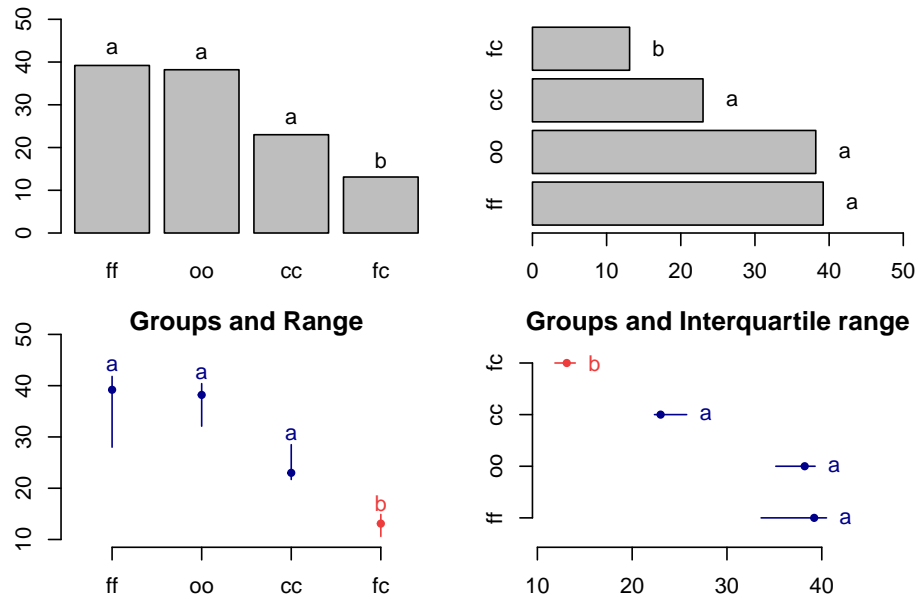 50
40
30
20
10
0
a
a
a
b
ff oo cc fc
fc
cc
oo
ff
b
a
a
a
0 10 20 30 40 50
Groups and Range
50
40
30
20
10
a
a
a
b
ff oo cc fc
Groups and Interquartile range
fc
cc
oo
ff
b
a
a
a
10 20 30 40